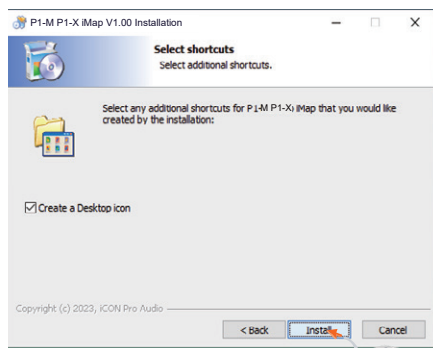 P1-M P1-X iMap V1.00 Installation
Select shortcuts
Select additional shortcuts.
Select any additional shortcuts for P1-M P1-X iMap that you would like
created by the installation:
Create a Desktop icon
Copyright (c) 2023, iCON Pro Audio
< Back
Install
Cancel